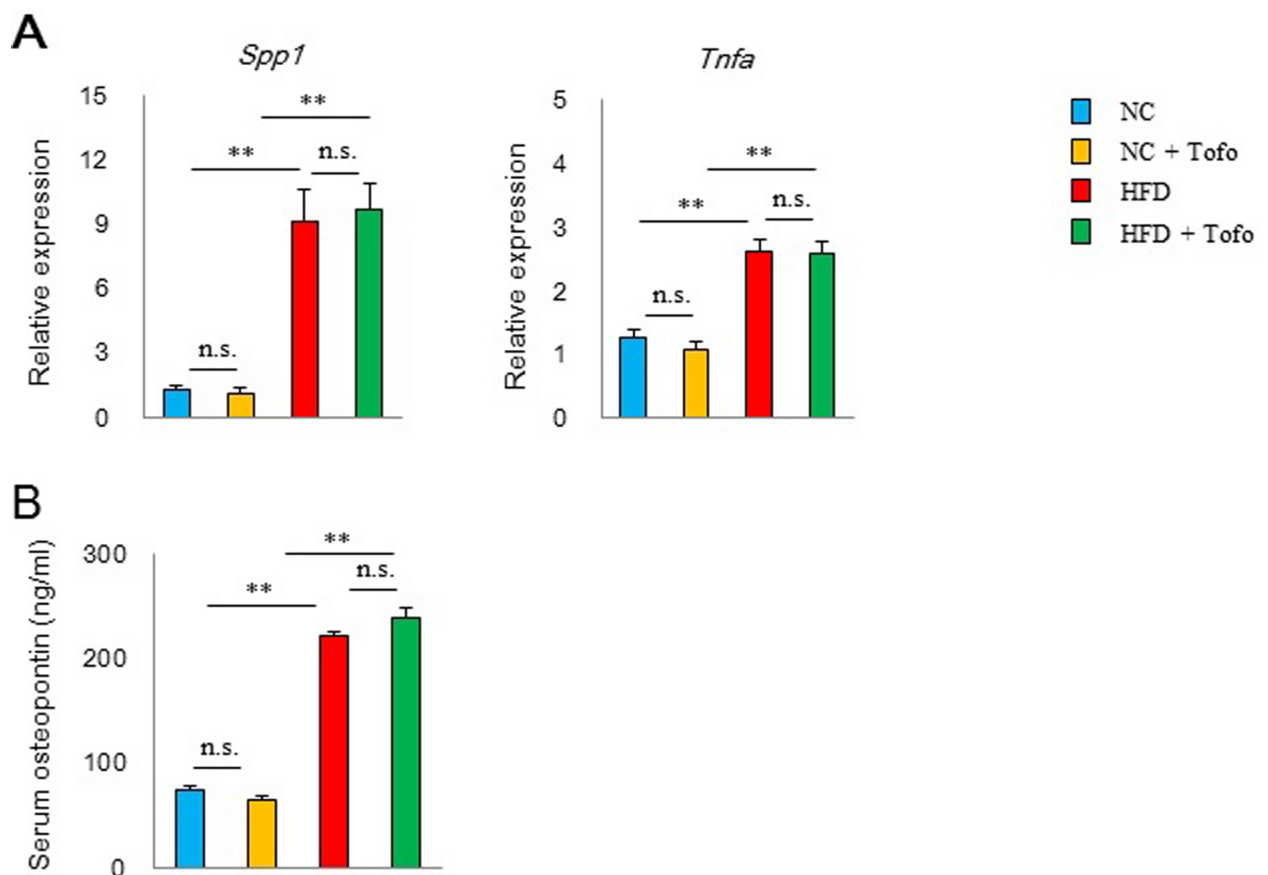 A
Spp1
Relative expression
15
12
9
6
3
0
**
**
n.s.
n.s.
Tnfa
Relative expression
5
4
3
2
1
0
**
**
n.s.
n.s.
NC
NC + Tofo
HFD
HFD + Tofo
B
Serum osteopontin (ng/ml)
300
200
100
0
**
n.s.
**
n.s.